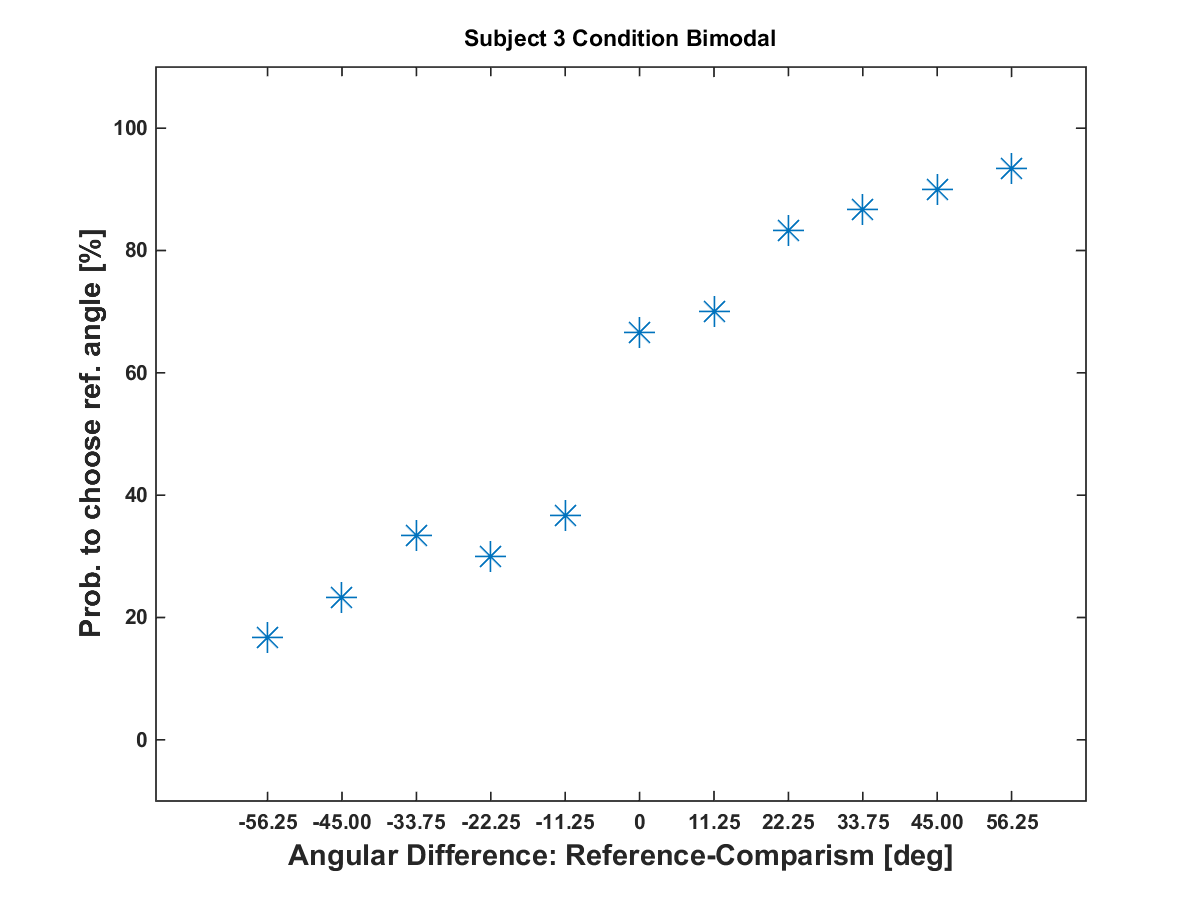 Subject 3 Condition Bimodal
Prob. to choose ref. angle [%]
100
80
60
40
20
0
-56.25 -45.00 -33.75 -22.25 -11.25 0 11.25 22.25 33.75 45.00 56.25
Angular Difference: Reference-Comparism [deg]